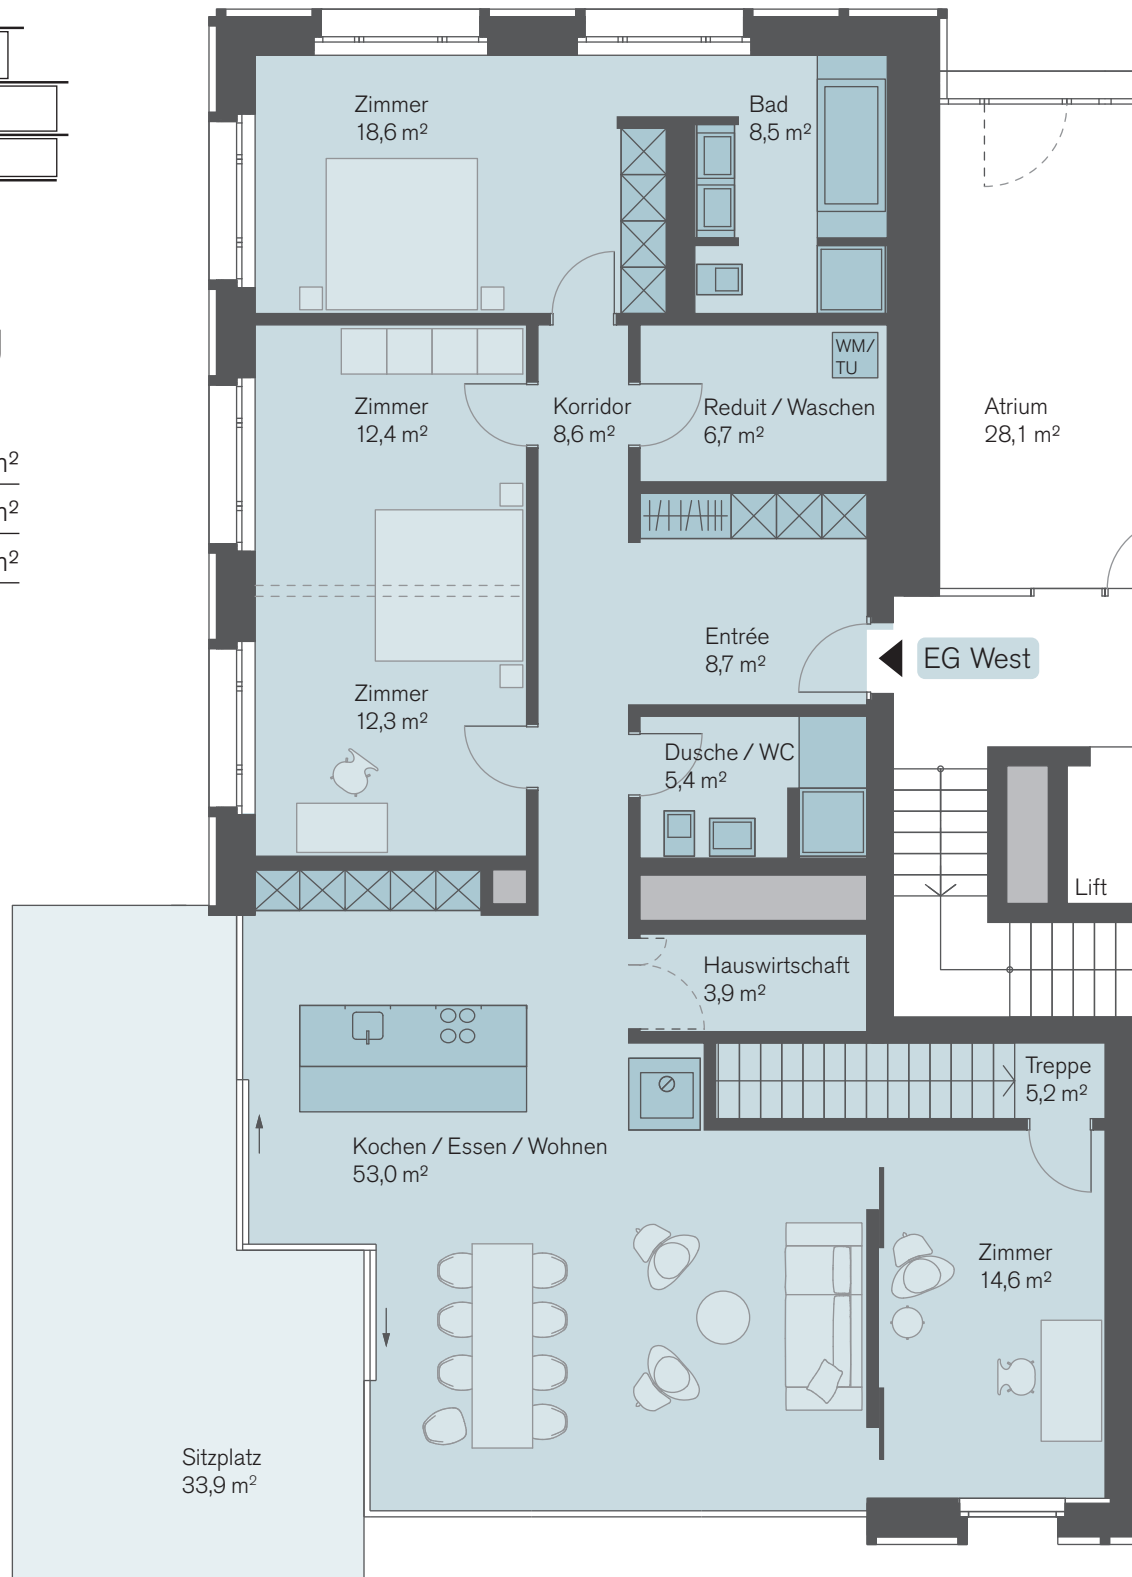 Zimmer
18,6 m²
Bad
8,5 m²
WM/
TU
Zimmer
12,4 m²
Korridor
8,6 m²
Reduit / Waschen
6,7 m²
Atrium
28,1 m²
m²
m²
m²
Entrée
8,7 m²
EG West
Zimmer
12,3 m²
Dusche / WC
5,4 m²
Lift
Hauswirtschaft
3,9 m²
Treppe
5,2 m²
Kochen / Essen / Wohnen
53,0 m²
Zimmer
14,6 m²
Sitzplatz
33,9 m²